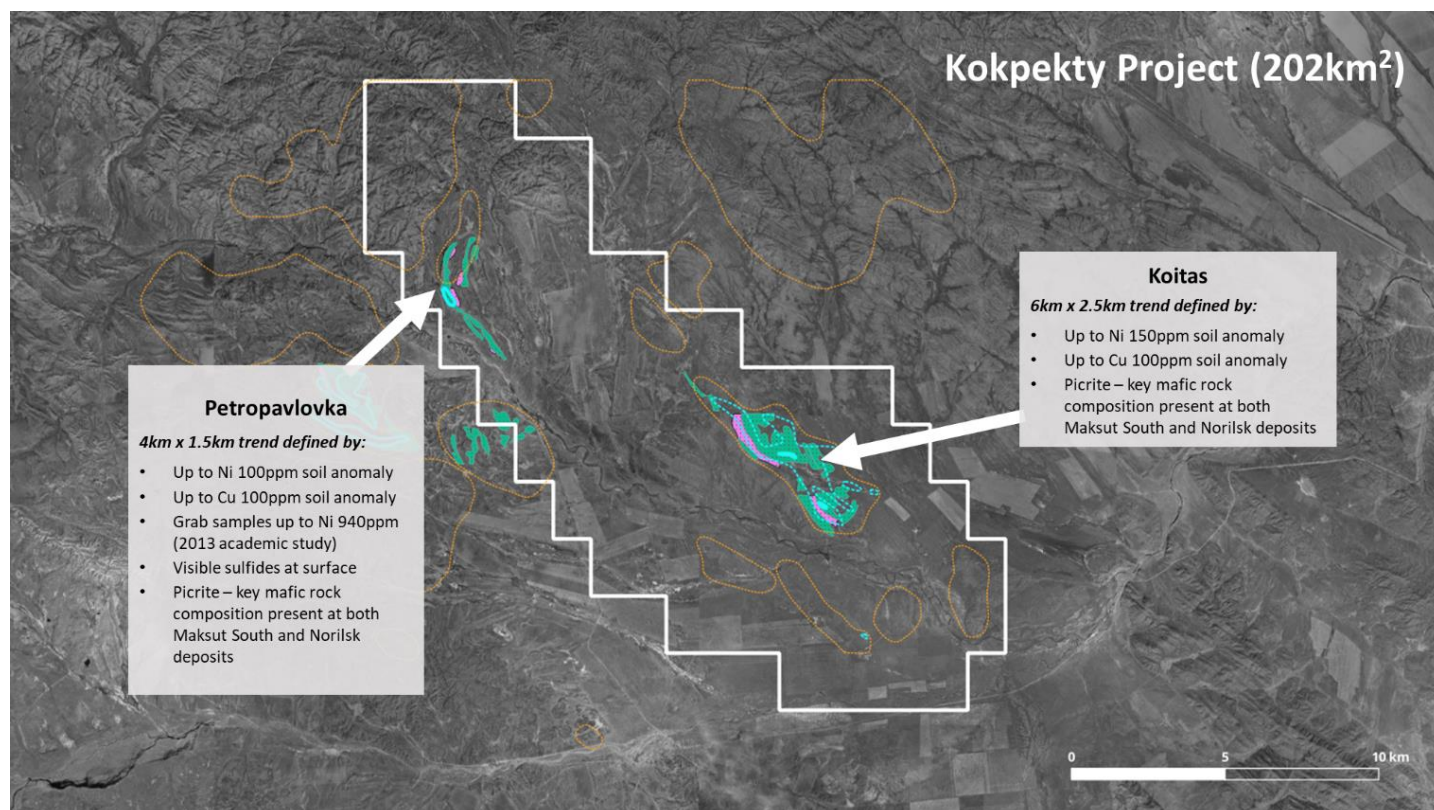 Kokpekty Project (202km²)
Koitas
6km x 2.5km trend defined by:
• Up to Ni 150ppm soil anomaly
• Up to Cu 100ppm soil anomaly
• Picrite – key mafic rock
composition present at both
Maksut South and Norilsk deposits
Petropavlovka
4km x 1.5km trend defined by:
• Up to Ni 100ppm soil anomaly
• Up to Cu 100ppm soil anomaly
• Grab samples up to Ni 940ppm
(2013 academic study)
• Visible sulfides at surface
• Picrite – key mafic rock
composition present at both
Maksut South and Norilsk
deposits
0 5 10 km